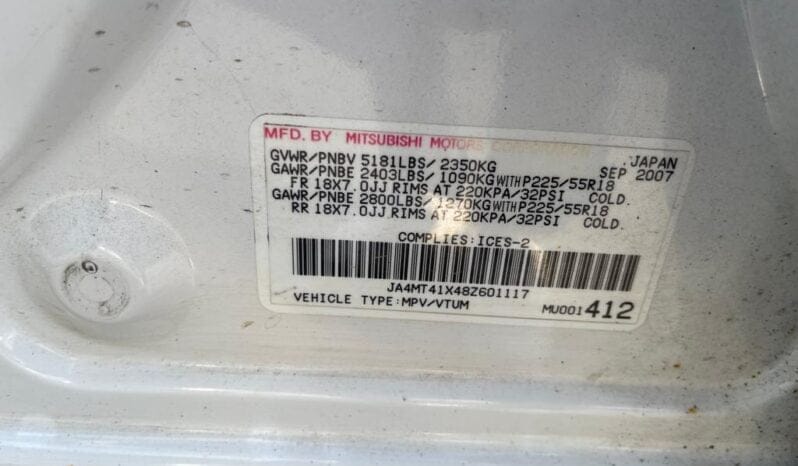 MFD. BY MITSUBISHI MOTORS CORPORATION JAPAN
GVWR/PNBV 5181LBS/ 2350KG SEP 2007
GAWR/PNBE 2403LBS/ 1090KG WITH P225/55R18
FR 18X7.0JJ RIMS AT 220KPA/32PSI COLD.
GAWR/PNBE 2800LBS/ 1270KG WITH P225/55R18
RR 18X7.0JJ RIMS AT 220KPA/32PSI COLD.
COMPLIES:ICES-2
JA4MT41X48Z601117
VEHICLE TYPE:MPV/VTUM MU001412